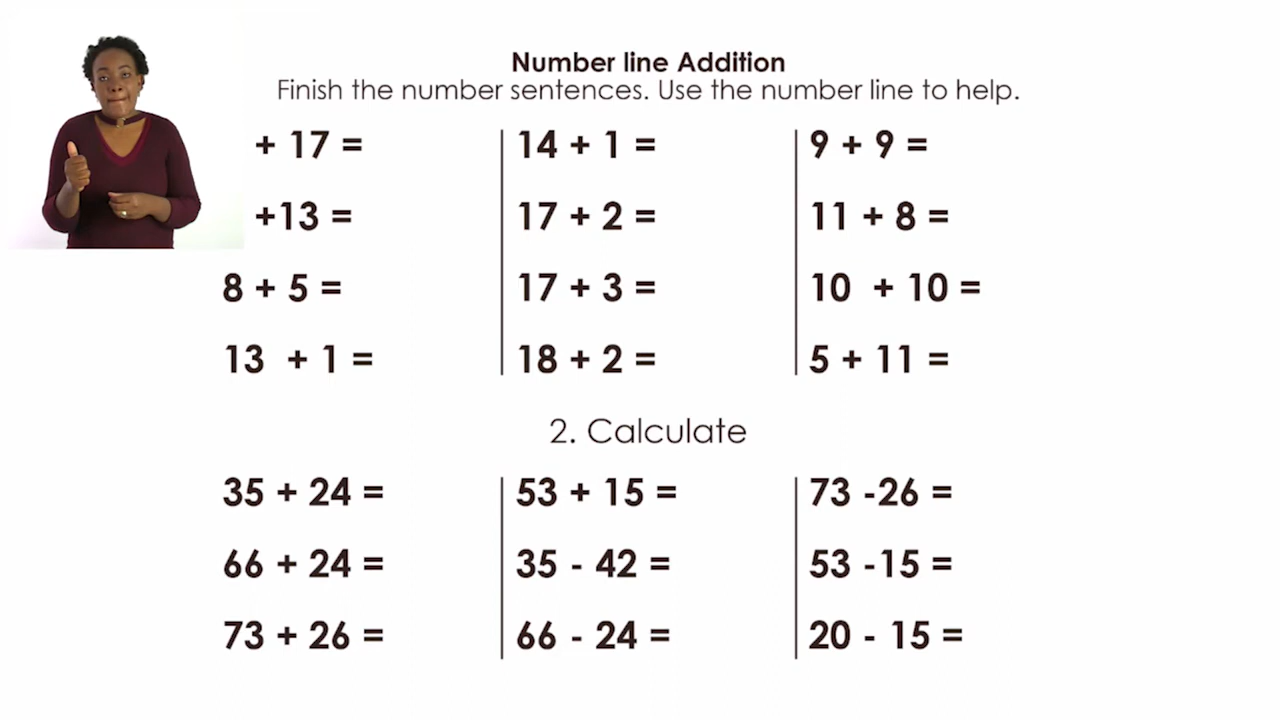 Number line Addition
Finish the number sentences. Use the number line to help.
+ 17 =
+13 =
8 + 5 =
13 + 1 =
14 + 1 =
17 + 2 =
17 + 3 =
18 + 2 =
9 + 9 =
11 + 8 =
10 + 10 =
5 + 11 =
2. Calculate
35 + 24 =
66 + 24 =
73 + 26 =
53 + 15 =
35 - 42 =
66 - 24 =
73 -26 =
53 -15 =
20 - 15 =